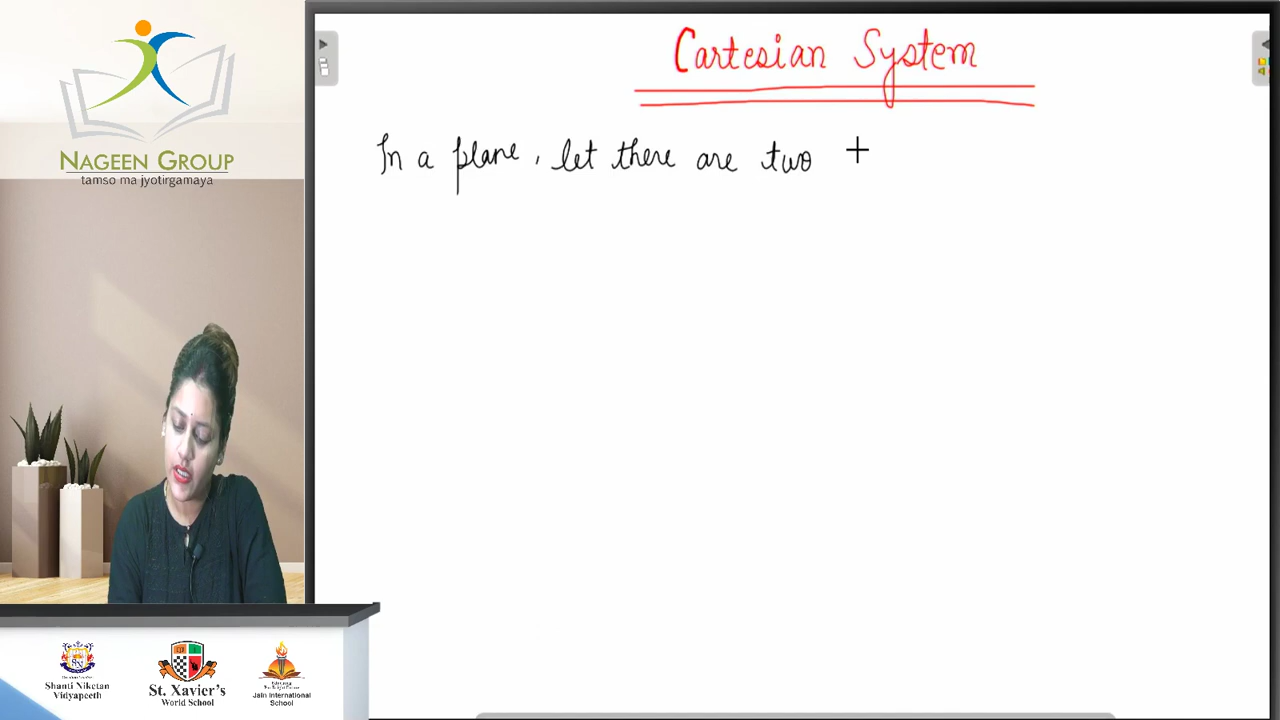 NAGEEN GROUP
tamso ma jyotirgamaya
Cartesian System
In a plane, let there are two
Shanti Niketan
Vidyapeeth
St. Xavier's
World School
Jain International
School